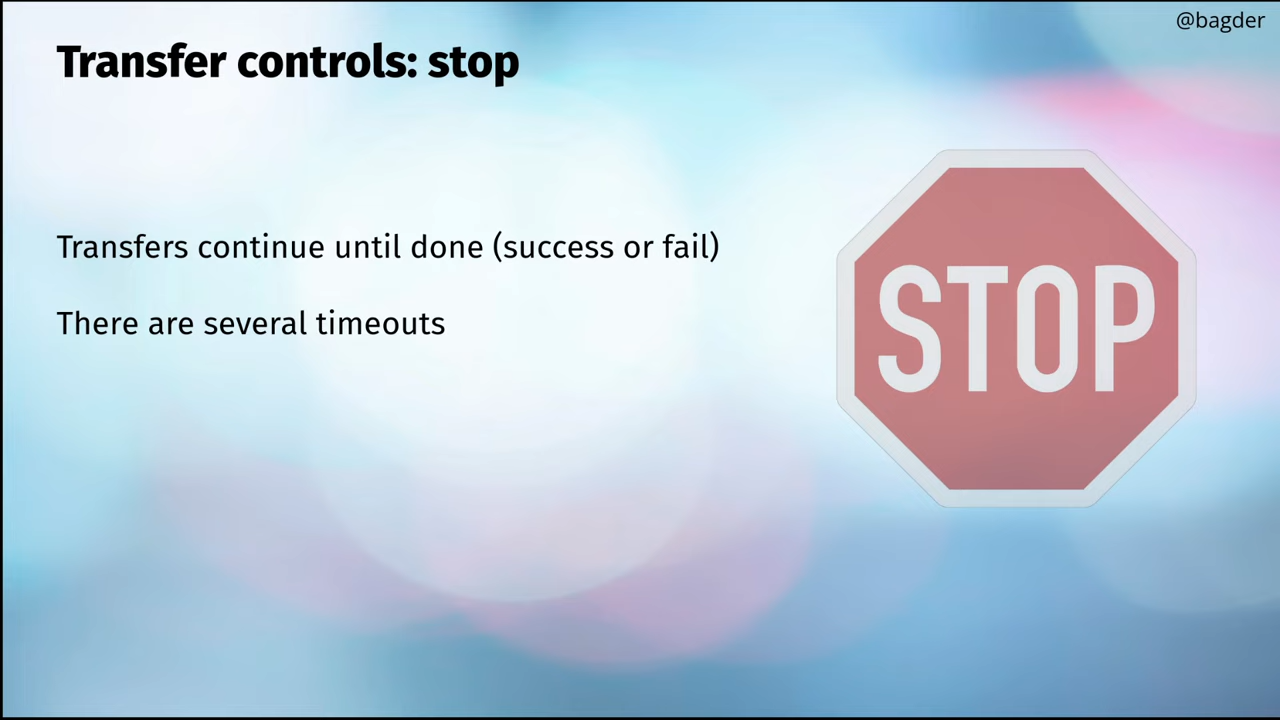 @bagder
Transfer controls: stop
Transfers continue until done (success or fail)
There are several timeouts
STOP